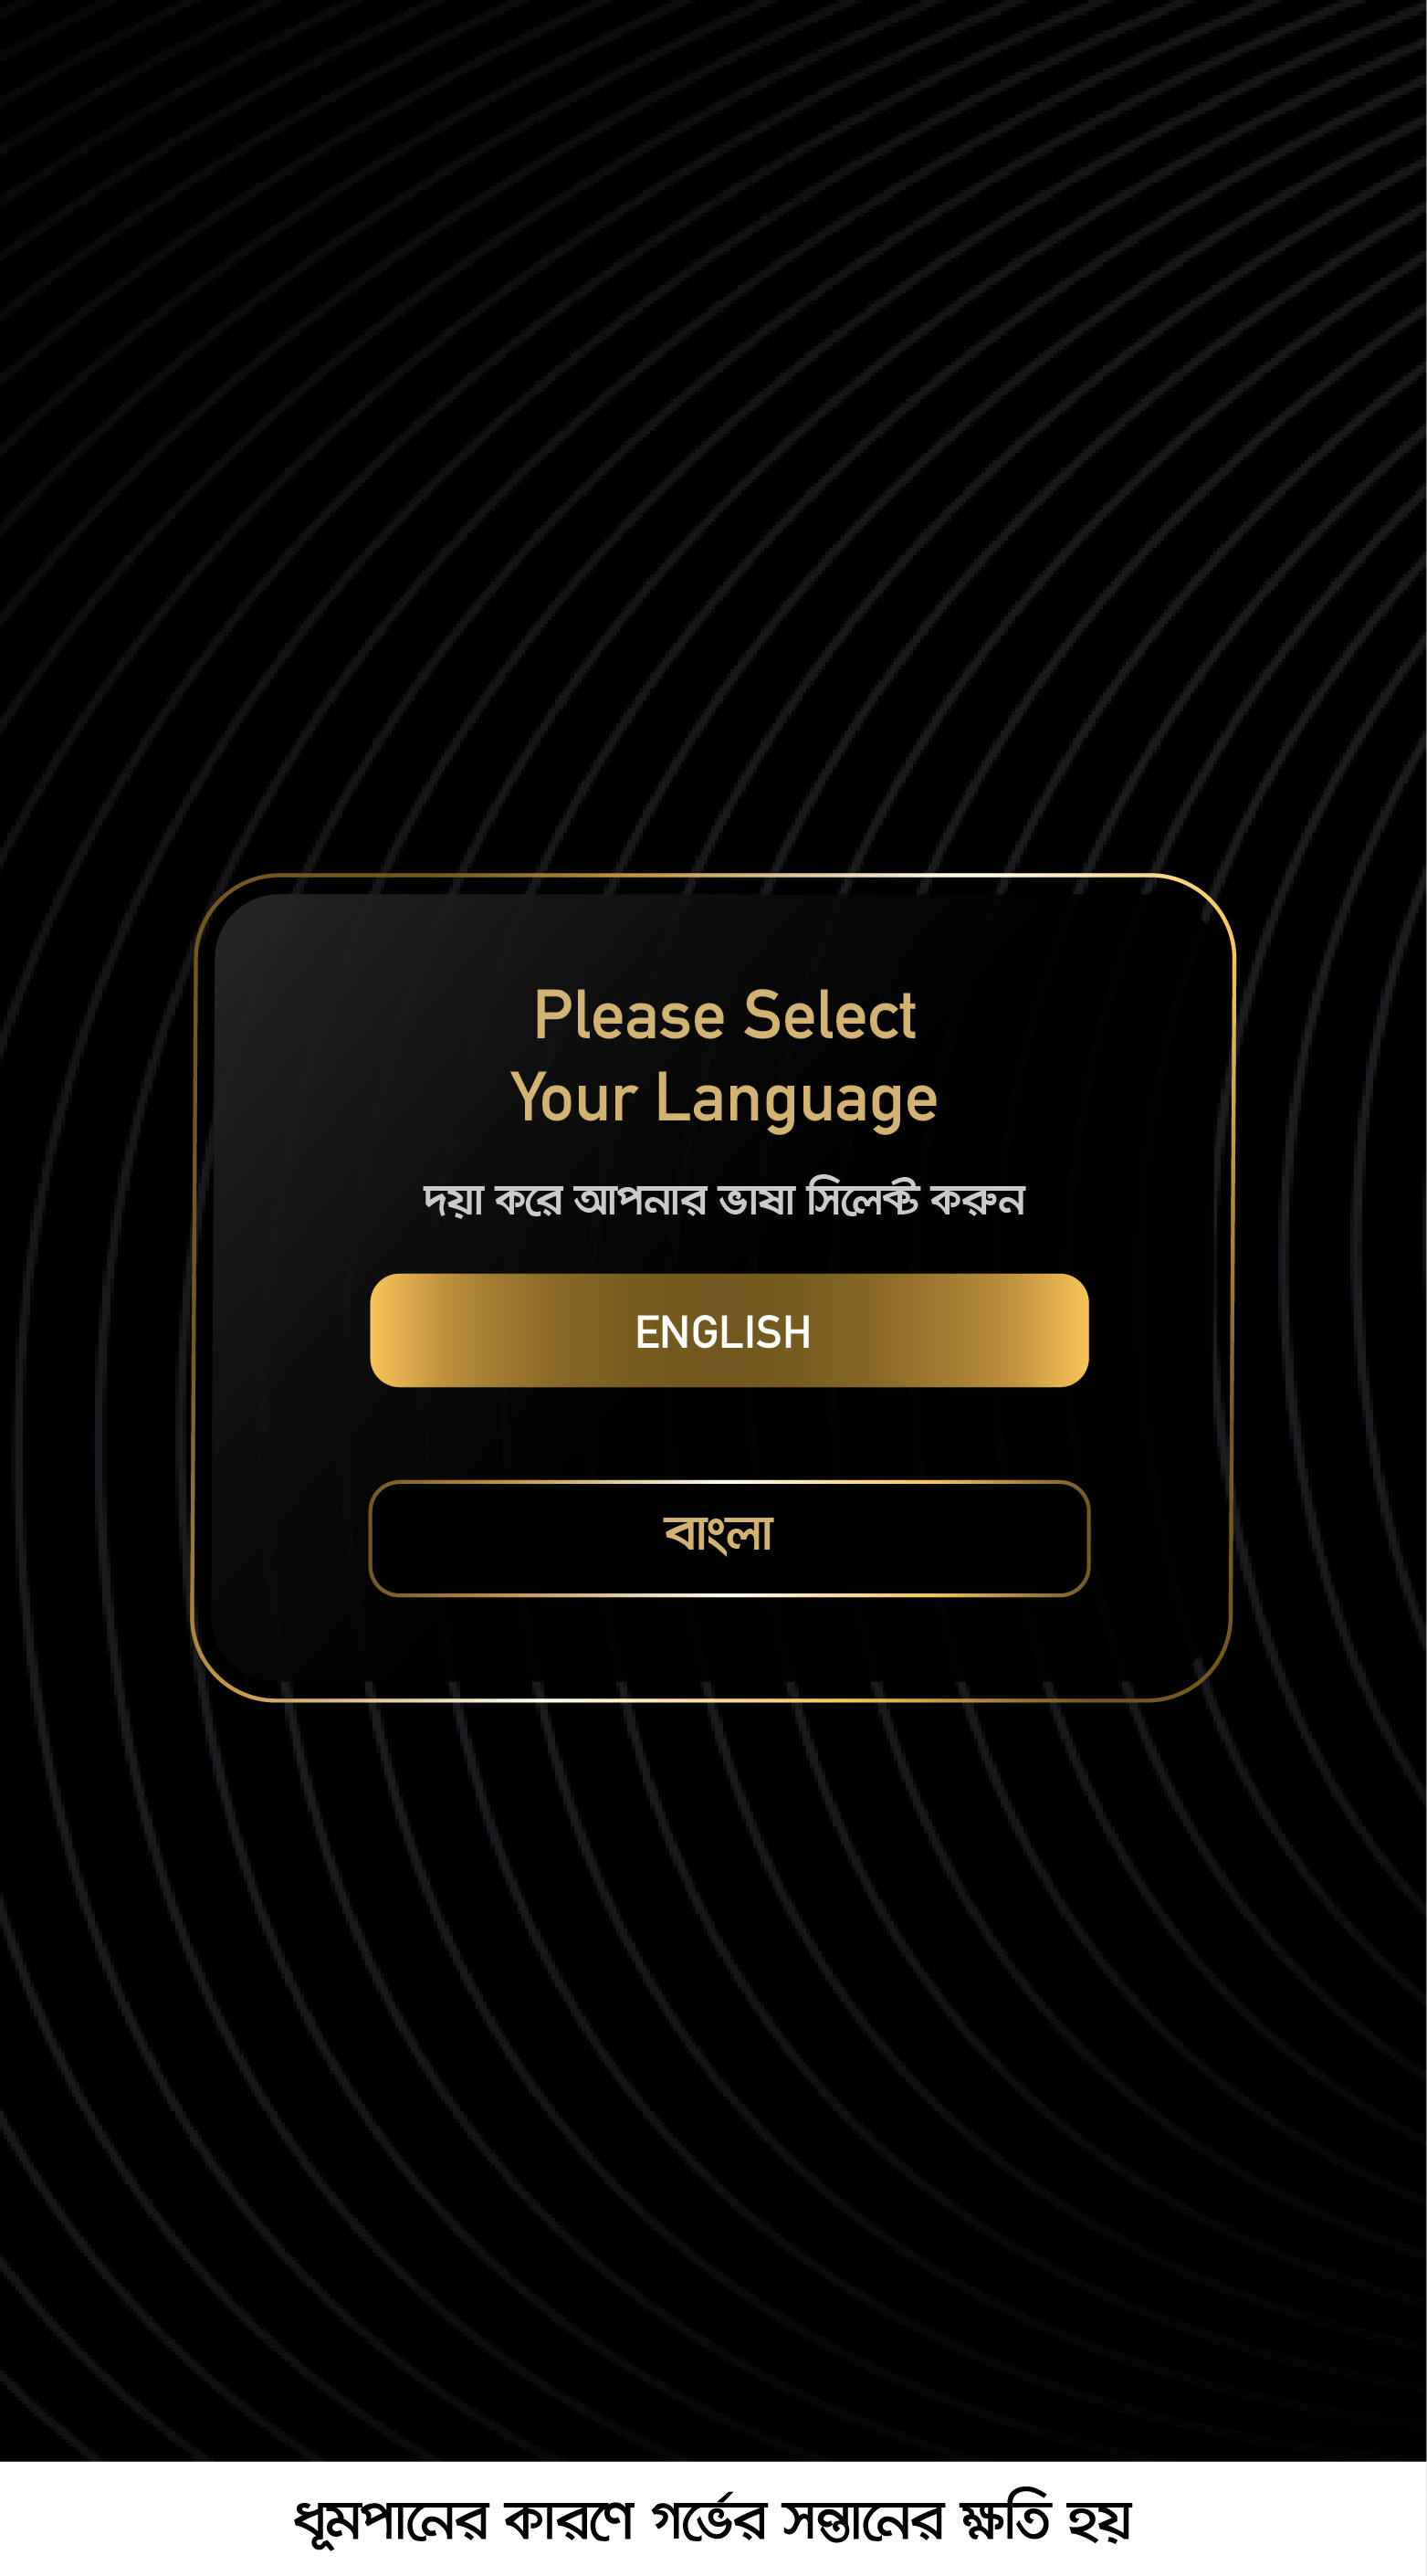 Please Select
Your Language
দয়া করে আপনার ভাষা সিলেক্ট করুন
ENGLISH
বাংলা
ধূমপানের কারণে গর্ভের সন্তানের ক্ষতি হয়